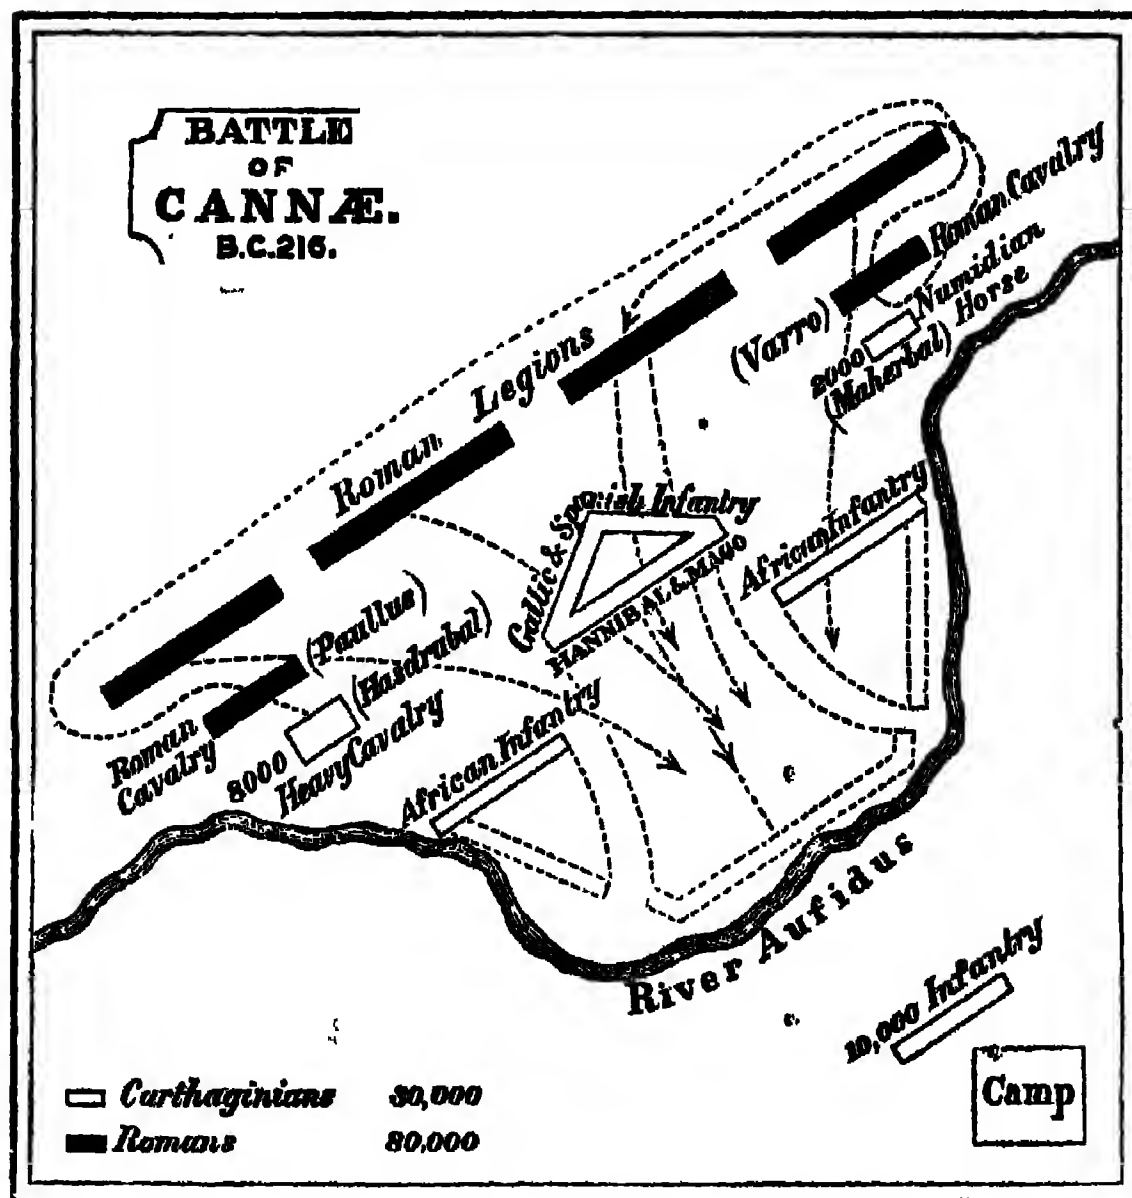 BATTLE
OF
CANNÆ.
B.C.216.
Roman Cavalry
Numidian
Horse
(Varro)
2000
(Maherbal)
Roman Legions
Gallic & Spanish Infantry
HANNIBAL & MAGO
African Infantry
(Paullus)
(Hasdrubal)
Roman
Cavalry
8000
Heavy Cavalry
African Infantry
River Aufidus
10,000 Infantry
Camp
Carthaginians 30,000
Romans 80,000